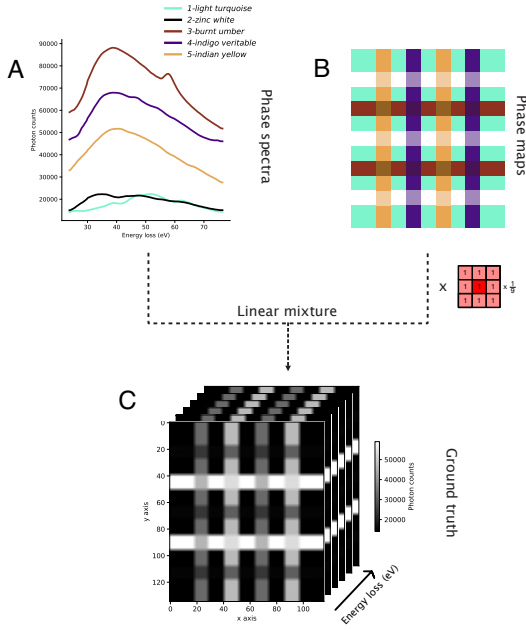 1-light turquoise
2-zinc white
3-burnt umber
4-indigo veritable
5-indian yellow
A
90000
80000
70000
60000
50000
40000
30000
20000
Photon counts
30
40
50
60
70
Energy loss (eV)
Phase spectra
B
Phase maps
x
1 1 1
1 1 1
1 1 1
x 1/9
Linear mixture
C
0
20
40
60
80
100
120
y axis
0
20
40
60
80
100
x axis
50000
40000
30000
20000
Photon counts
Energy loss (eV)
Ground truth